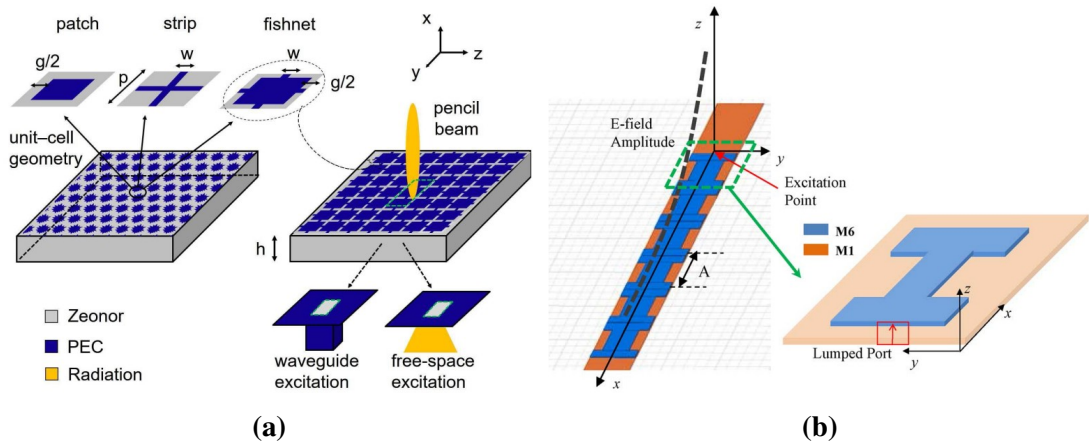 patch strip fishnet
g/2
p
w
w
g/2
x
z
y
pencil
beam
unit–cell
geometry
h
Zeonor
PEC
Radiation
waveguide
excitation
free-space
excitation
(a)
z
E-field
Amplitude
y
Excitation
Point
M6
M1
A
x
z
x
y
Lumped Port
(b)